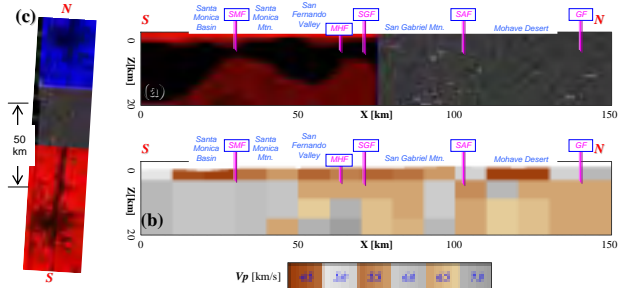 (c)
N
50
km
S
S
Santa
Monica
Basin
SMF
Santa
Monica
Mtn.
San
Fernando
Valley
MHF
SGF
San Gabriel Mtn.
SAF
Mohave Desert
GF
N
Z[km]
0
20
(a)
0
50
X [km]
100
150
S
Santa
Monica
Basin
SMF
Santa
Monica
Mtn.
San
Fernando
Valley
MHF
SGF
San Gabriel Mtn.
SAF
Mohave Desert
GF
N
Z[km]
0
20
(b)
0
50
X [km]
100
150
Vp [km/s]